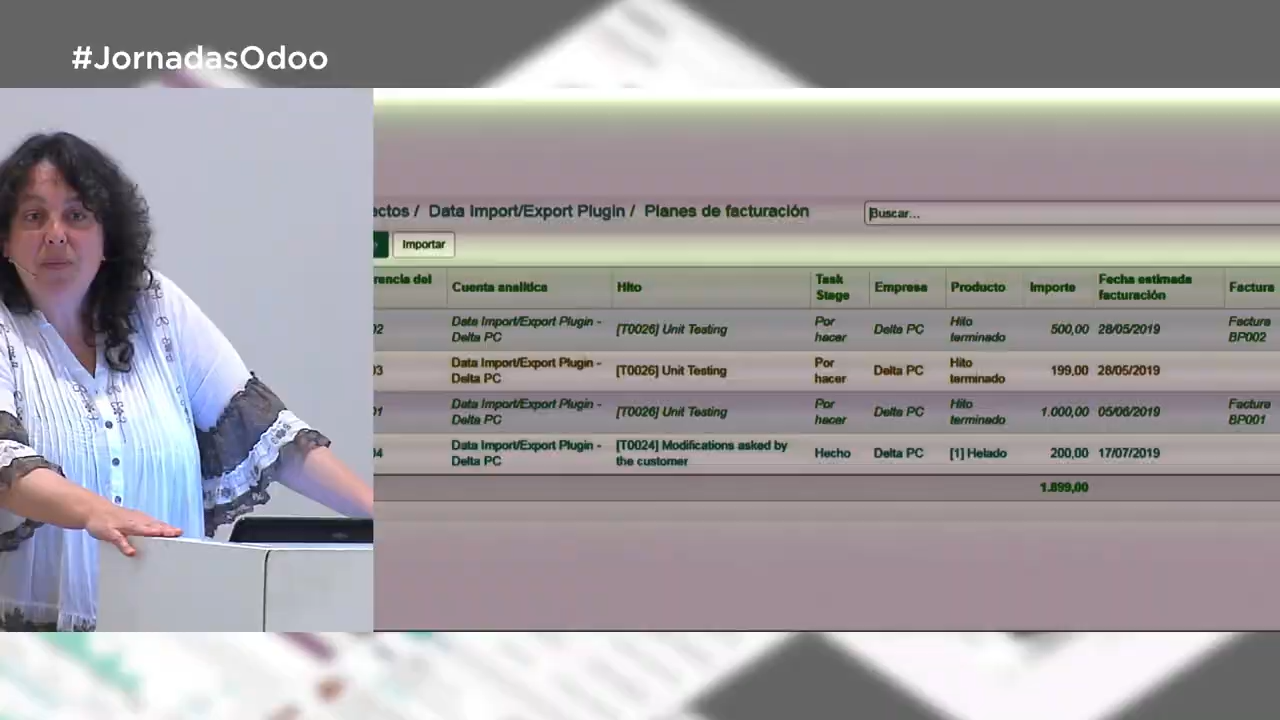 #JornadasOdoo
ectos / Data Import/Export Plugin / Planes de facturación
Buscar...
Importar
rencia del Cuenta analítica Hito Task Stage Empresa Producto Importe Fecha estimada facturación Factura
02 Data Import/Export Plugin - Delta PC [T0026] Unit Testing Por hacer Delta PC Hito terminado 500,00 28/05/2019 Factura BP002
03 Data Import/Export Plugin - Delta PC [T0026] Unit Testing Por hacer Delta PC Hito terminado 199,00 28/05/2019
01 Data Import/Export Plugin - Delta PC [T0026] Unit Testing Por hacer Delta PC Hito terminado 1.000,00 05/06/2019 Factura BP001
04 Data Import/Export Plugin - Delta PC [T0024] Modifications asked by the customer Hecho Delta PC [1] Helado 200,00 17/07/2019
1.899,00